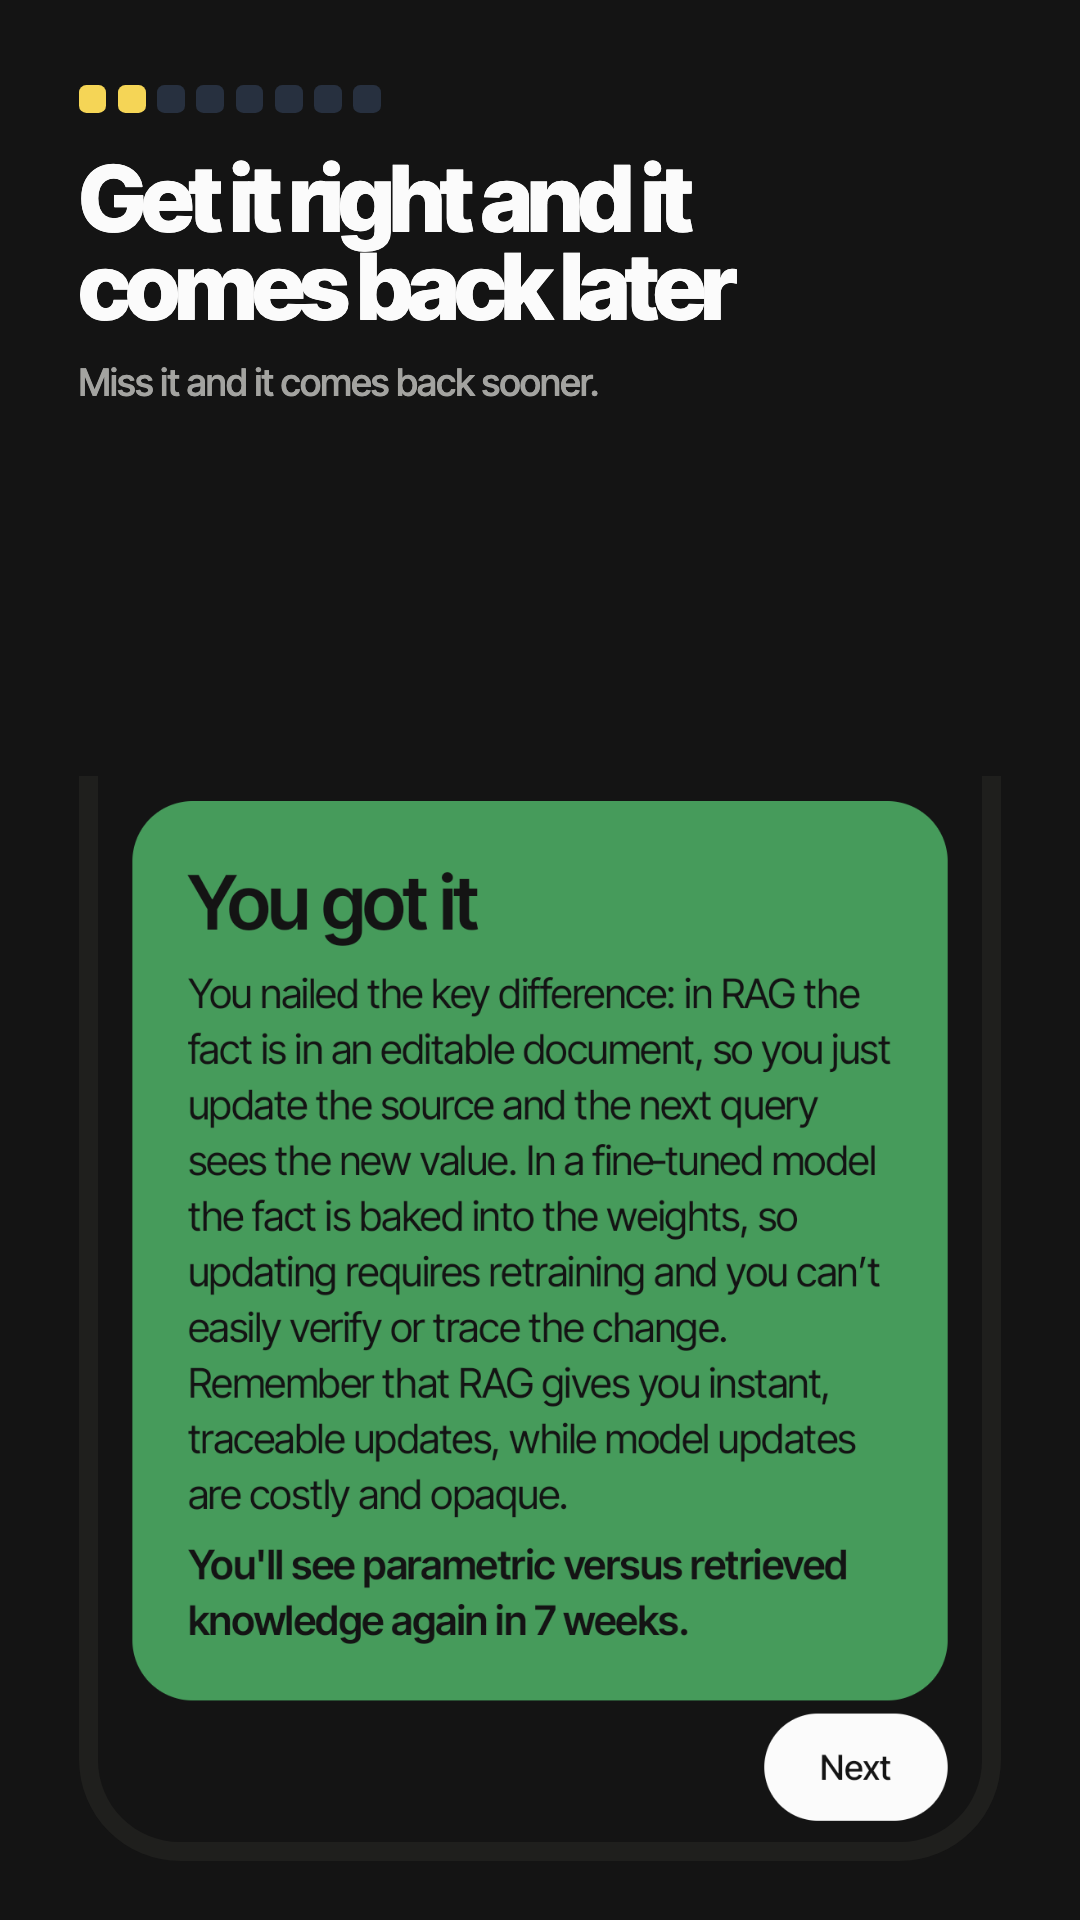 Get it right and it
comes back later
Miss it and it comes back sooner.
You got it
You nailed the key difference: in RAG the
fact is in an editable document, so you just
update the source and the next query
sees the new value. In a fine-tuned model
the fact is baked into the weights, so
updating requires retraining and you can’t
easily verify or trace the change.
Remember that RAG gives you instant,
traceable updates, while model updates
are costly and opaque.
You'll see parametric versus retrieved
knowledge again in 7 weeks.
Next